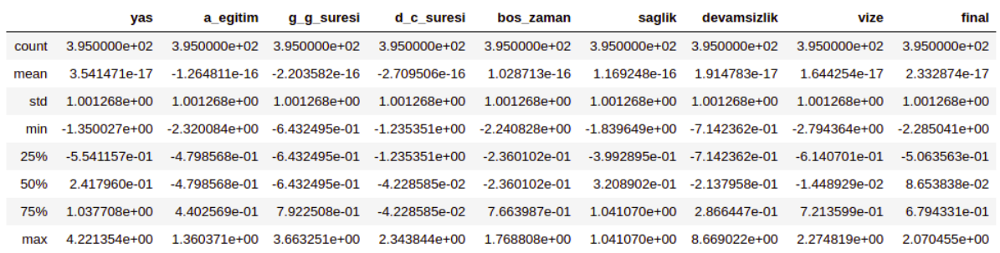 yas a_egitim g_g_suresi d_c_suresi bos_zaman saglik devamsizlik vize final
count 3.950000e+02 3.950000e+02 3.950000e+02 3.950000e+02 3.950000e+02 3.950000e+02 3.950000e+02 3.950000e+02 3.950000e+02
mean 3.541471e-17 -1.264811e-16 -2.203582e-16 -2.709506e-16 1.028713e-16 1.169248e-16 1.914783e-17 1.644254e-17 2.332874e-17
std 1.001268e+00 1.001268e+00 1.001268e+00 1.001268e+00 1.001268e+00 1.001268e+00 1.001268e+00 1.001268e+00 1.001268e+00
min -1.350027e+00 -2.320084e+00 -6.432495e-01 -1.235351e+00 -2.240828e+00 -1.839649e+00 -7.142362e-01 -2.794364e+00 -2.285041e+00
25% -5.541157e-01 -4.798568e-01 -6.432495e-01 -1.235351e+00 -2.360102e-01 -3.992895e-01 -7.142362e-01 -6.140701e-01 -5.063563e-01
50% 2.417960e-01 -4.798568e-01 -6.432495e-01 -4.228585e-02 -2.360102e-01 3.208902e-01 -2.137958e-01 -1.448929e-02 8.653838e-02
75% 1.037708e+00 4.402569e-01 7.922508e-01 -4.228585e-02 7.663987e-01 1.041070e+00 2.866447e-01 7.213599e-01 6.794331e-01
max 4.221354e+00 1.360371e+00 3.663251e+00 2.343844e+00 1.768808e+00 1.041070e+00 8.669022e+00 2.274819e+00 2.070455e+00